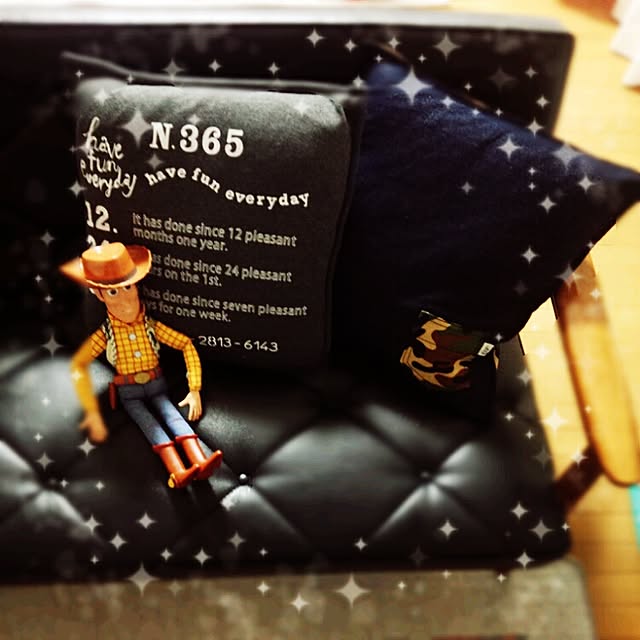 N.365
have
fun
everyday
have fun everyday
12.
It has done since 12 pleasant
months one year.
has done since 24 pleasant
rs on the 1st.
has done since seven pleasant
ys for one week.
2813-6143